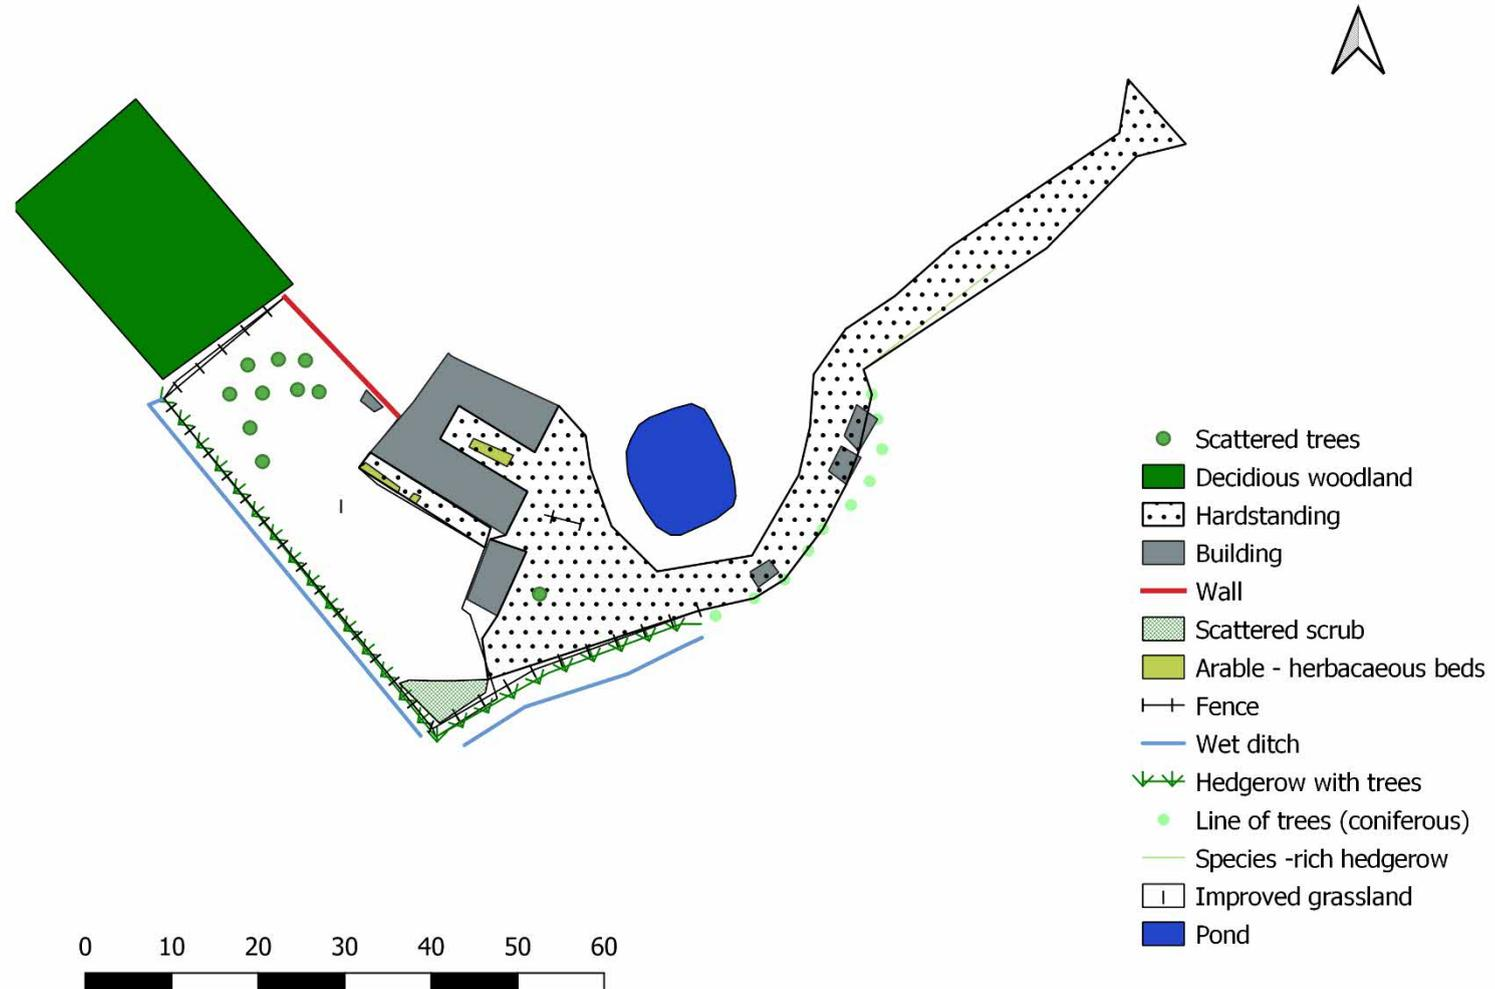 Scattered trees
Decidious woodland
Hardstanding
Building
Wall
Scattered scrub
Arable - herbacaeous beds
Fence
Wet ditch
Hedgerow with trees
Line of trees (coniferous)
Species -rich hedgerow
I Improved grassland
Pond
I
0 10 20 30 40 50 60